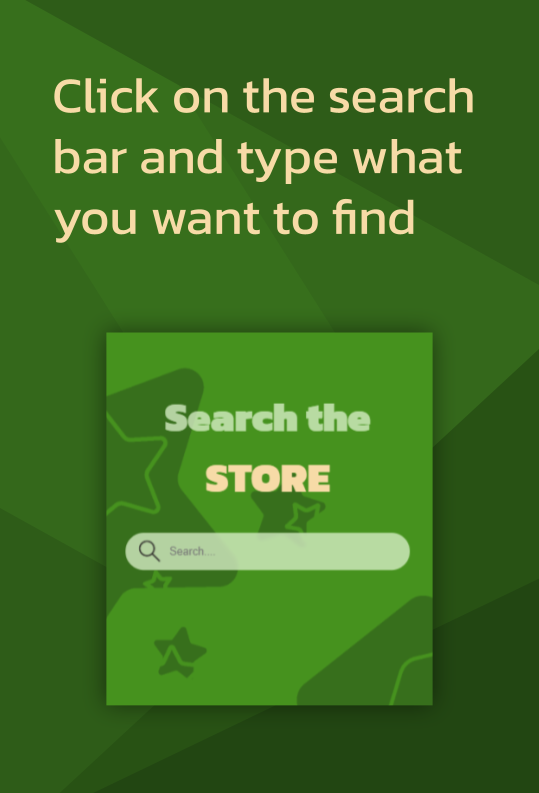 Click on the search
bar and type what
you want to find
Search the
STORE
Search....